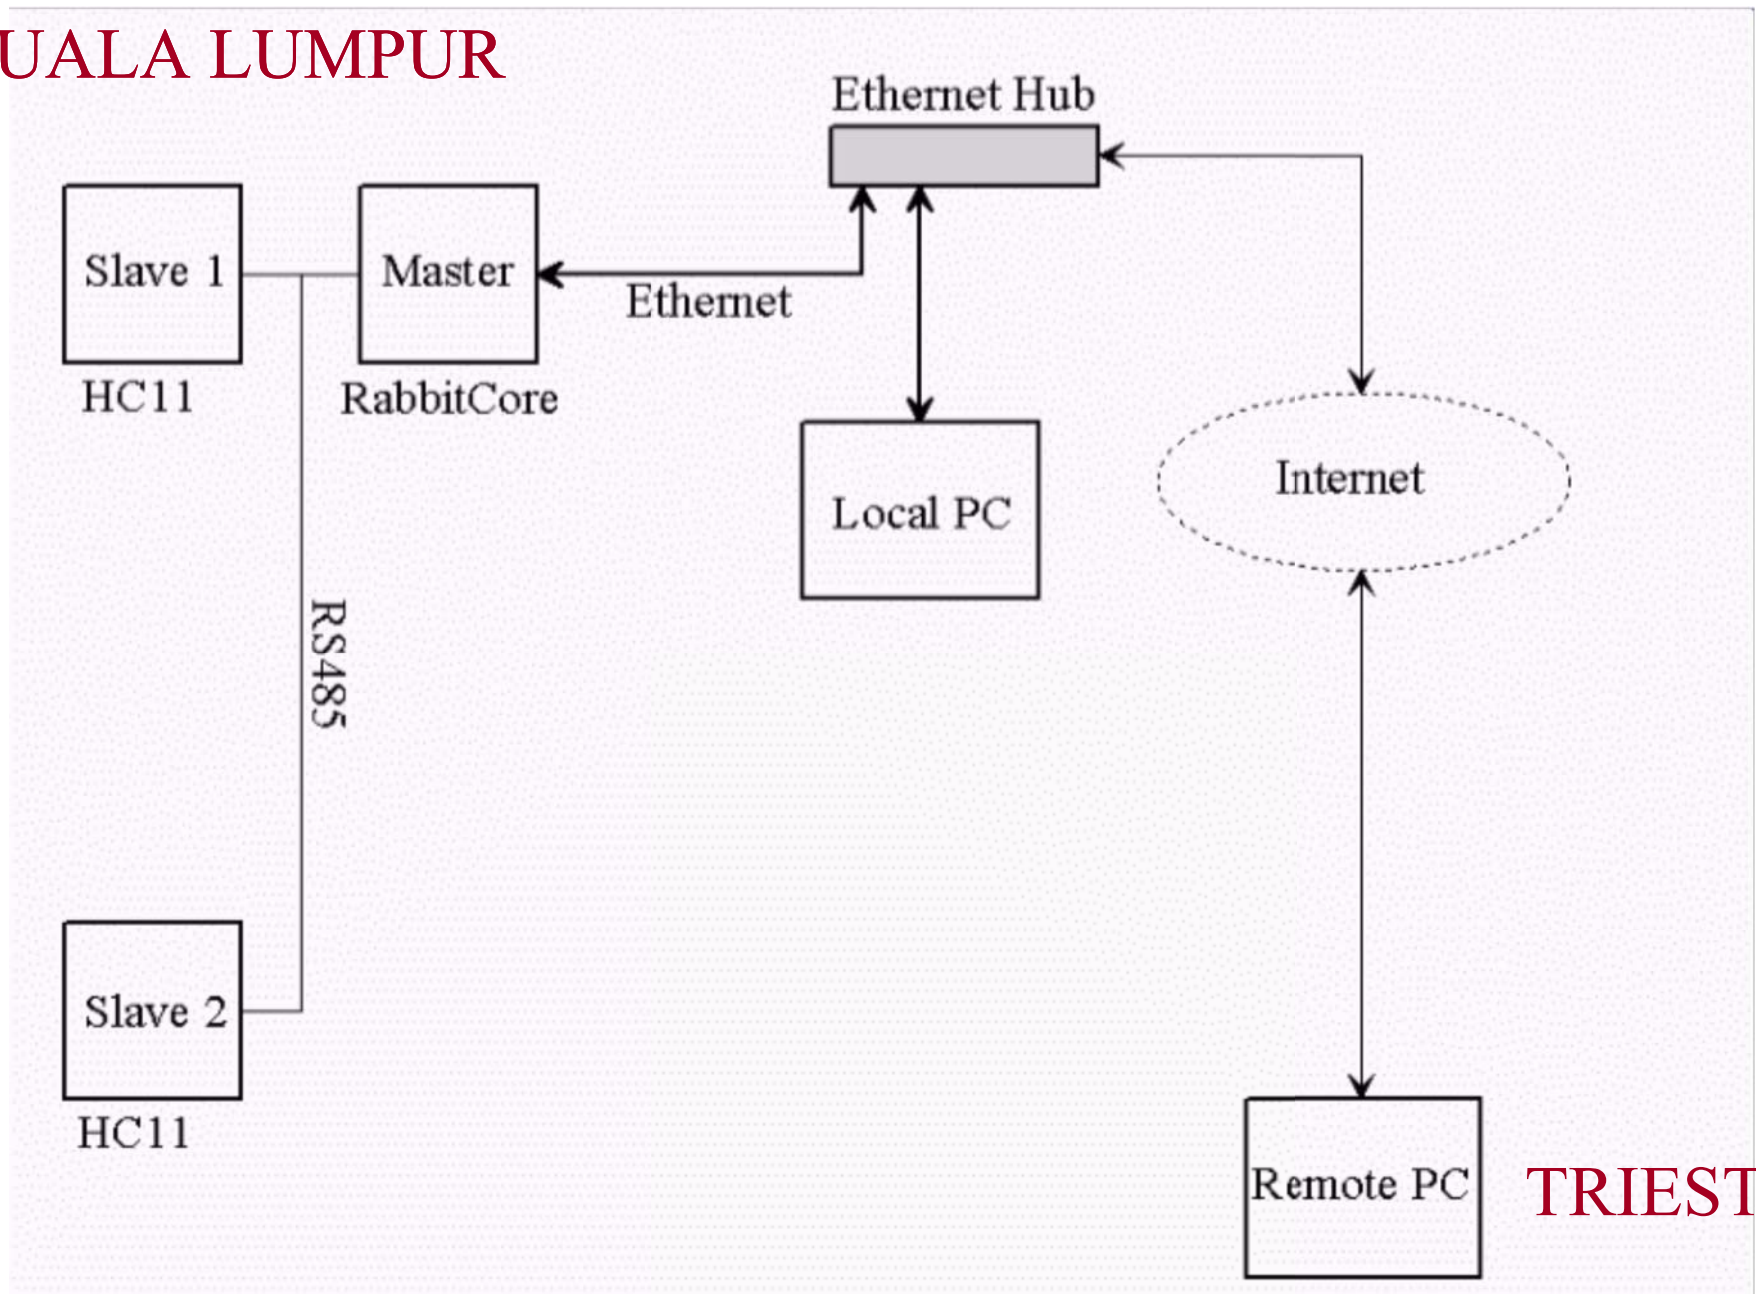 UALA LUMPUR
Ethernet Hub
Slave 1
Master
Ethernet
HC11
RabbitCore
Internet
Local PC
RS485
Slave 2
HC11
Remote PC
TRIEST